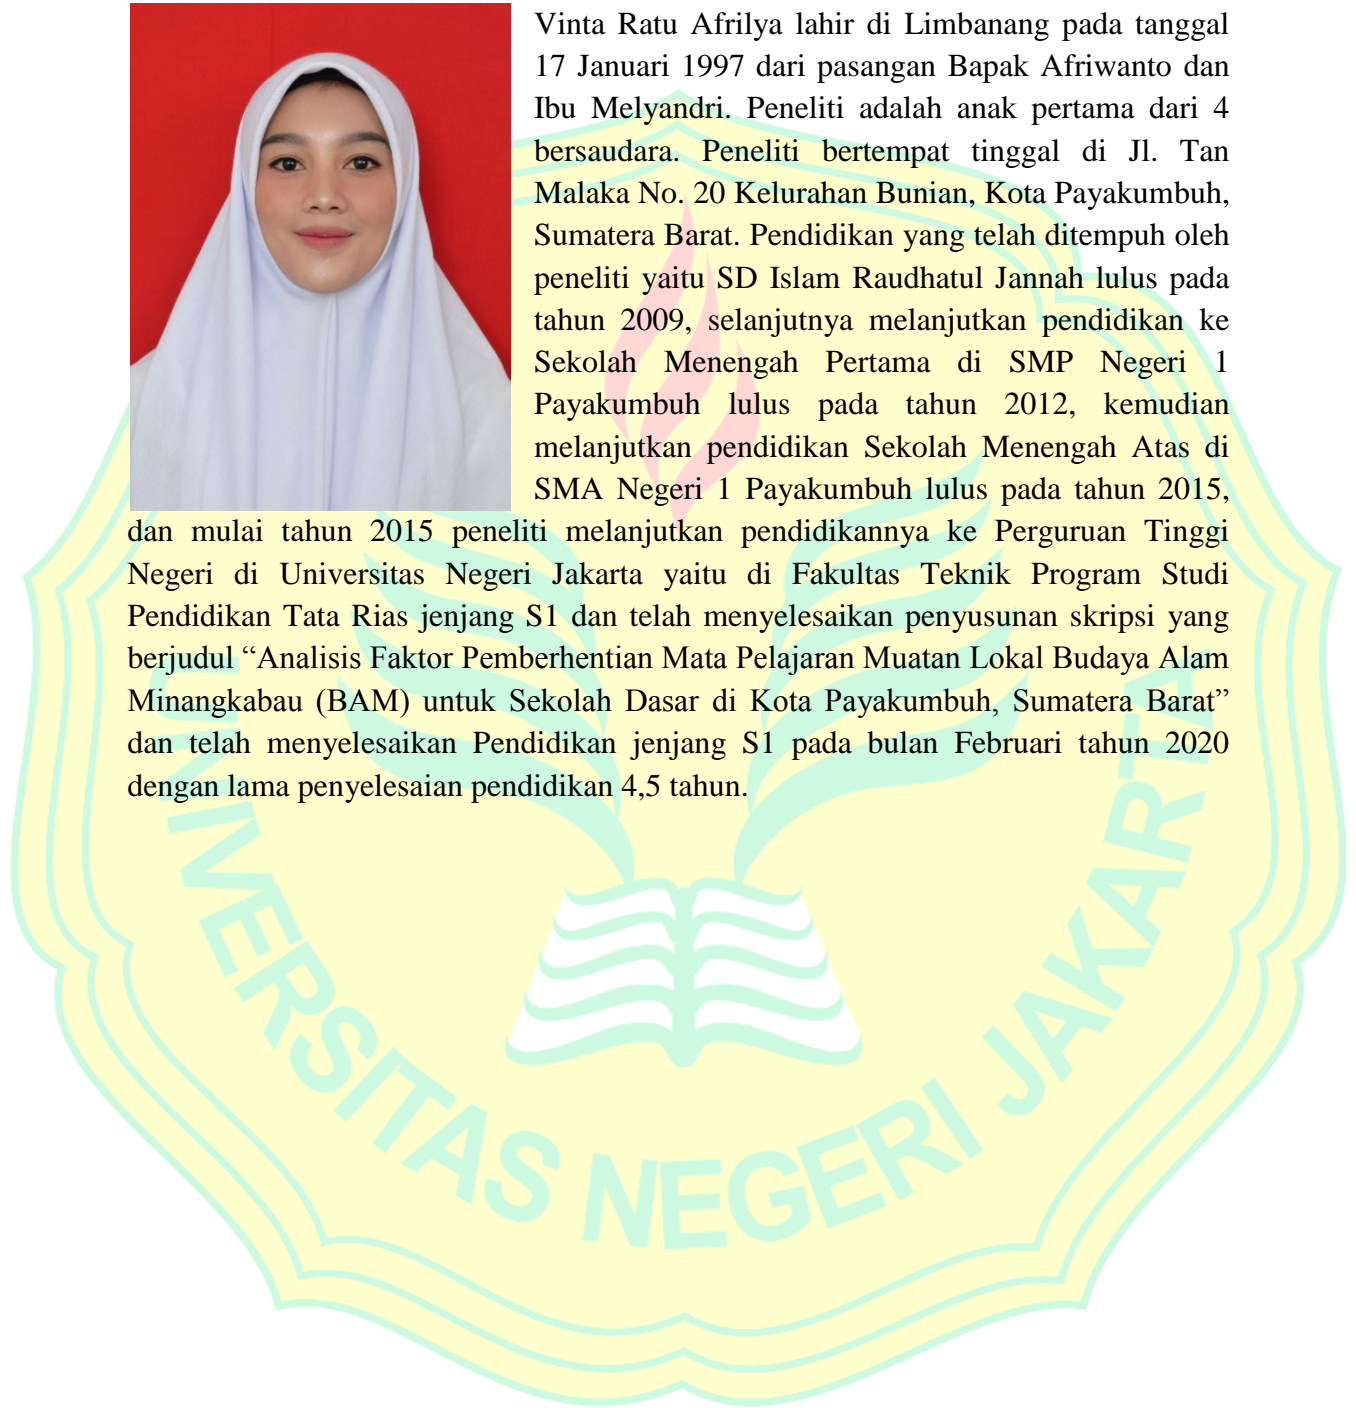 Vinta Ratu Afrilya lahir di Limbanang pada tanggal
17 Januari 1997 dari pasangan Bapak Afriwanto dan
Ibu Melyandri. Peneliti adalah anak pertama dari 4
bersaudara. Peneliti bertempat tinggal di Jl. Tan
Malaka No. 20 Kelurahan Bunian, Kota Payakumbuh,
Sumatera Barat. Pendidikan yang telah ditempuh oleh
peneliti yaitu SD Islam Raudhatul Jannah lulus pada
tahun 2009, selanjutnya melanjutkan pendidikan ke
Sekolah Menengah Pertama di SMP Negeri 1
Payakumbuh lulus pada tahun 2012, kemudian
melanjutkan pendidikan Sekolah Menengah Atas di
SMA Negeri 1 Payakumbuh lulus pada tahun 2015,
dan mulai tahun 2015 peneliti melanjutkan pendidikannya ke Perguruan Tinggi
Negeri di Universitas Negeri Jakarta yaitu di Fakultas Teknik Program Studi
Pendidikan Tata Rias jenjang S1 dan telah menyelesaikan penyusunan skripsi yang
berjudul “Analisis Faktor Pemberhentian Mata Pelajaran Muatan Lokal Budaya Alam
Minangkabau (BAM) untuk Sekolah Dasar di Kota Payakumbuh, Sumatera Barat”
dan telah menyelesaikan Pendidikan jenjang S1 pada bulan Februari tahun 2020
dengan lama penyelesaian pendidikan 4,5 tahun.
UNIVERSITAS NEGERI JAKARTA